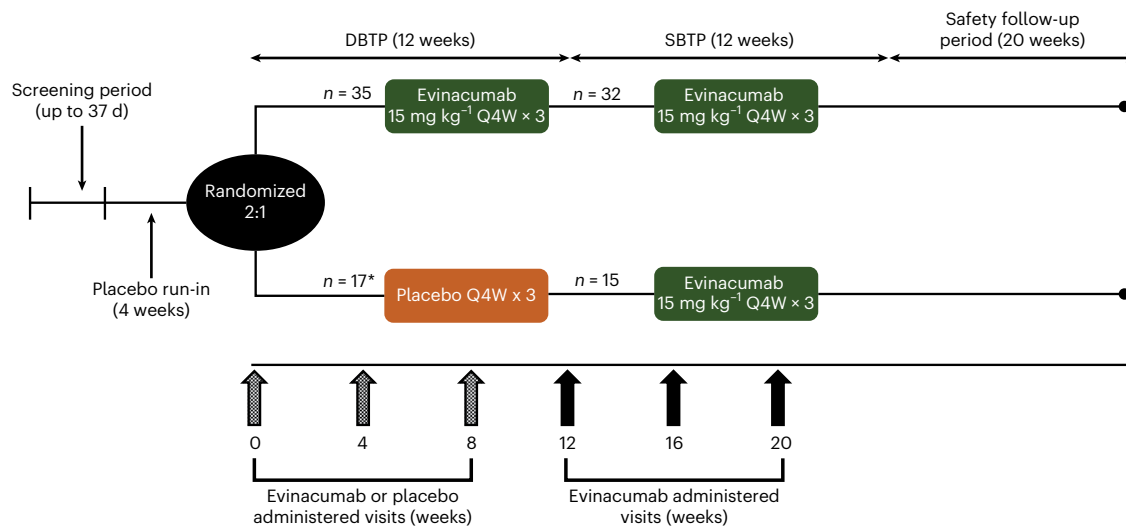 DBTP (12 weeks)
SBTP (12 weeks)
Safety follow-up
period (20 weeks)
Screening period
(up to 37 d)
n = 35
Evinacumab
15 mg kg⁻¹ Q4W × 3
n = 32
Evinacumab
15 mg kg⁻¹ Q4W × 3
Randomized
2:1
Placebo run-in
(4 weeks)
n = 17*
Placebo Q4W x 3
n = 15
Evinacumab
15 mg kg⁻¹ Q4W × 3
0 4 8 12 16 20
Evinacumab or placebo
administered visits (weeks)
Evinacumab administered
visits (weeks)